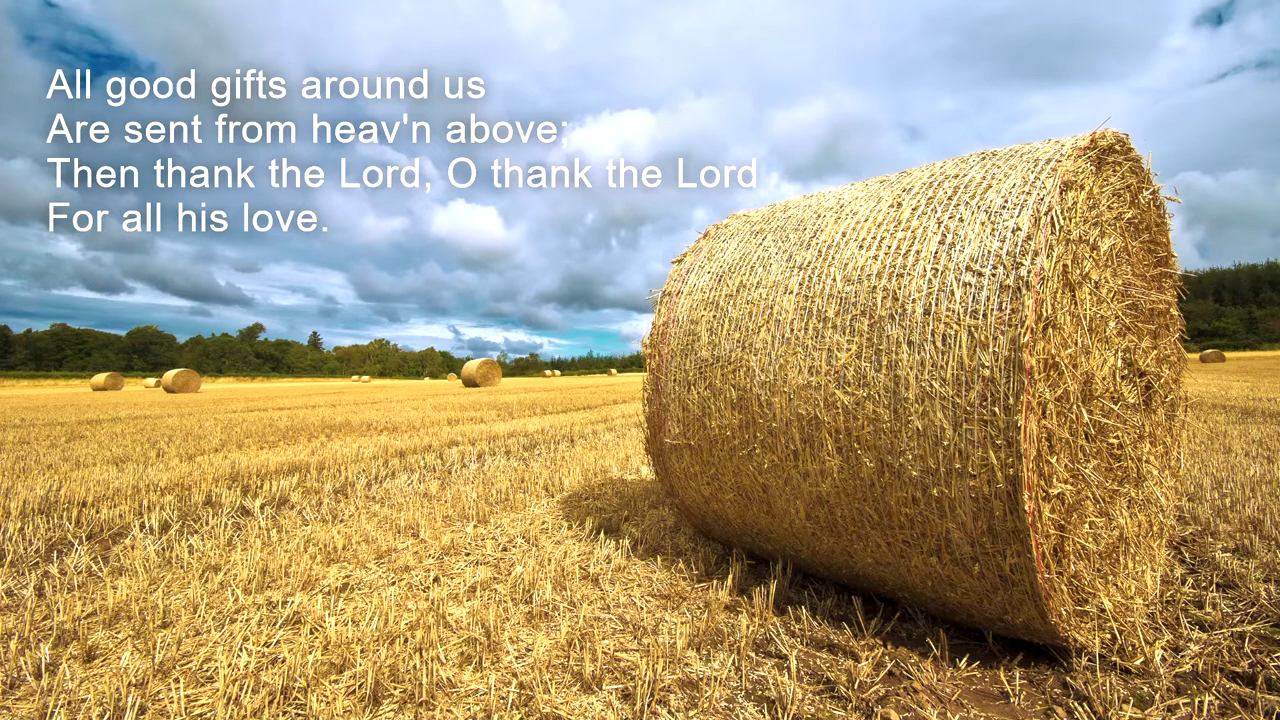 All good gifts around us
Are sent from heav'n above;
Then thank the Lord, O thank the Lord
For all his love.